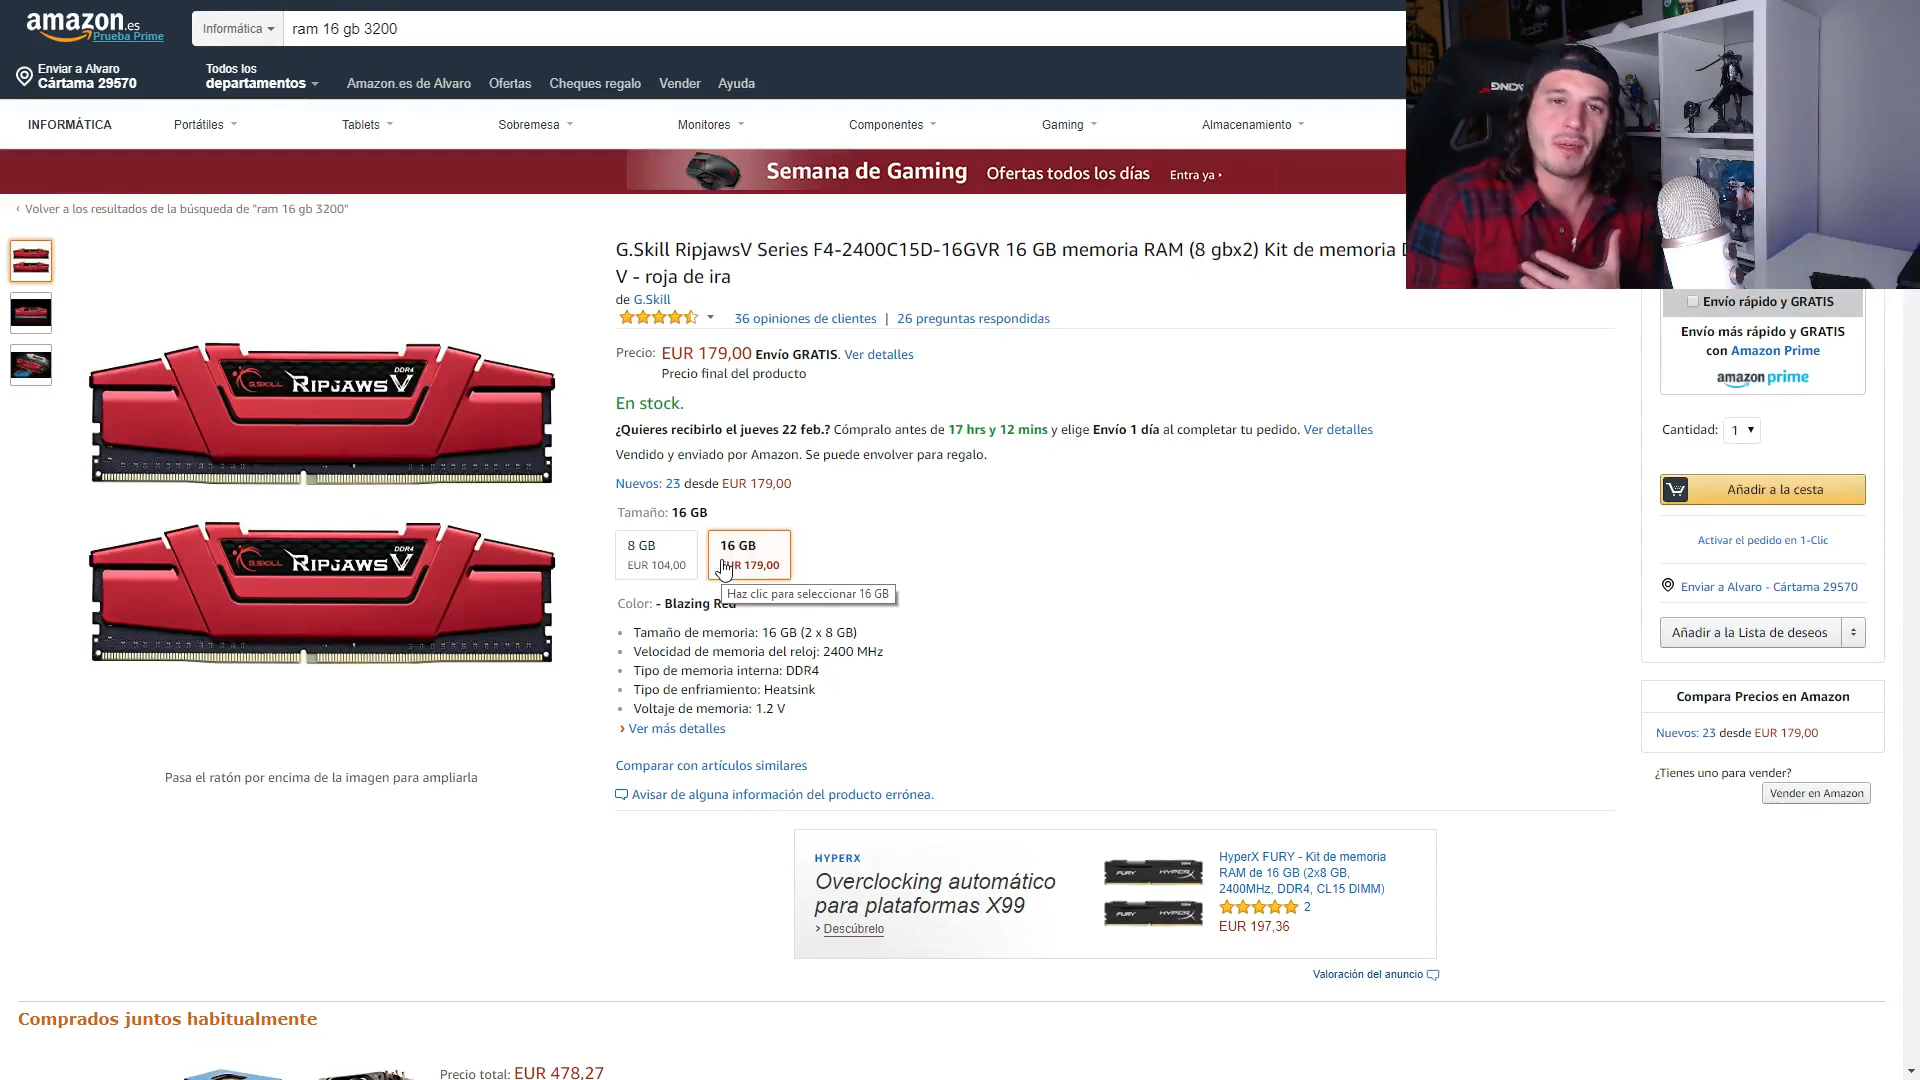 amazon.es
Prueba Prime
Informática
ram 16 gb 3200
Enviar a Alvaro
Cártama 29570
Todos los
departamentos
Amazon.es de Alvaro
Ofertas
Cheques regalo
Vender
Ayuda
INFORMÁTICA
Portátiles
Tablets
Sobremesa
Monitores
Componentes
Gaming
Almacenamiento
Semana de Gaming Ofertas todos los días Entra ya ›
‹ Volver a los resultados de la búsqueda de "ram 16 gb 3200"
G.Skill RipjawsV Series F4-2400C15D-16GVR 16 GB memoria RAM (8 gbx2) Kit de memoria
V - roja de ira
de G.Skill
36 opiniones de clientes | 26 preguntas respondidas
Precio: EUR 179,00 Envío GRATIS. Ver detalles
Precio final del producto
En stock.
¿Quieres recibirlo el jueves 22 feb.? Cómpralo antes de 17 hrs y 12 mins y elige Envío 1 día al completar tu pedido. Ver detalles
Vendido y enviado por Amazon. Se puede envolver para regalo.
Nuevos: 23 desde EUR 179,00
Tamaño: 16 GB
8 GB
EUR 104,00
16 GB
EUR 179,00
Haz clic para seleccionar 16 GB
Color: - Blazing Red
• Tamaño de memoria: 16 GB (2 x 8 GB)
• Velocidad de memoria del reloj: 2400 MHz
• Tipo de memoria interna: DDR4
• Tipo de enfriamiento: Heatsink
• Voltaje de memoria: 1.2 V
› Ver más detalles
Comparar con artículos similares
Avisar de alguna información del producto errónea.
G.SKILL RIPJAWS V DDR4
G.SKILL RIPJAWS V DDR4
Pasa el ratón por encima de la imagen para ampliarla
HYPERX
Overclocking automático
para plataformas X99
› Descúbrelo
FURY HYPERX
FURY HYPERX
HyperX FURY - Kit de memoria
RAM de 16 GB (2x8 GB,
2400MHz, DDR4, CL15 DIMM)
2
EUR 197,36
Valoración del anuncio
Envío rápido y GRATIS
Envío más rápido y GRATIS
con Amazon Prime
amazon prime
Cantidad: 1
Añadir a la cesta
Activar el pedido en 1-Clic
Enviar a Alvaro - Cártama 29570
Añadir a la Lista de deseos
Compara Precios en Amazon
Nuevos: 23 desde EUR 179,00
¿Tienes uno para vender?
Vender en Amazon
Comprados juntos habitualmente
Precio total: EUR 478,27